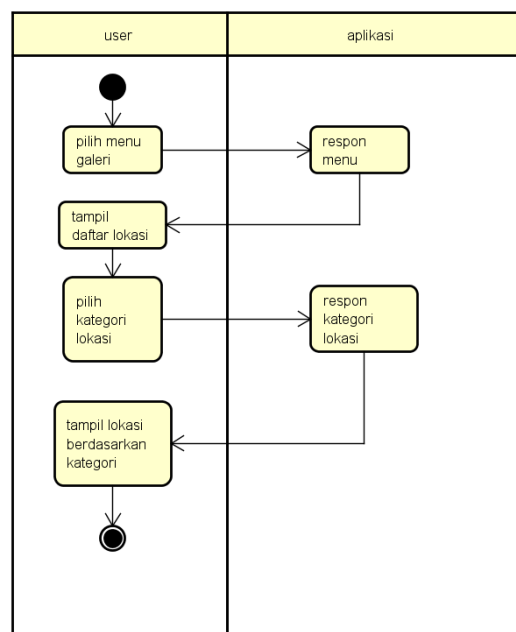 user
aplikasi
pilih menu
galeri
respon
menu
tampil
daftar lokasi
pilih
kategori
lokasi
respon
kategori
lokasi
tampil lokasi
berdasarkan
kategori